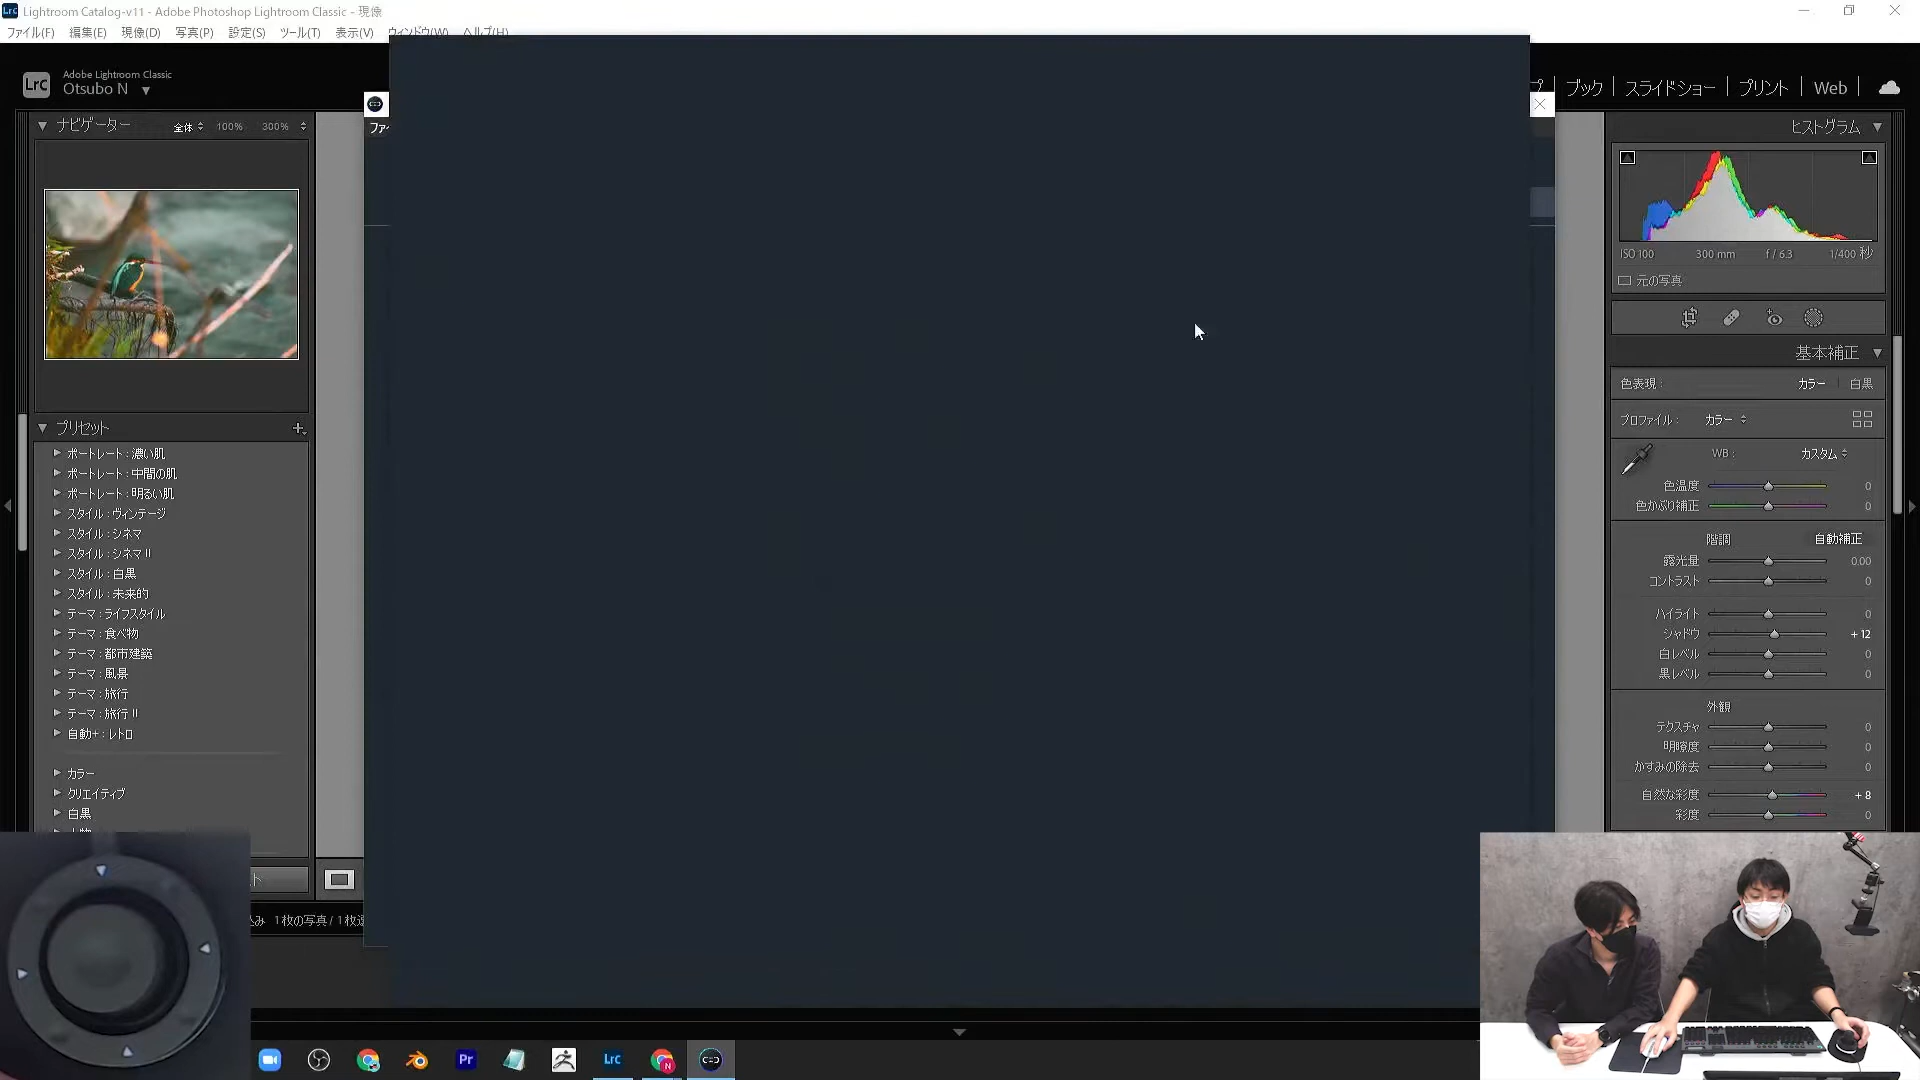 Lightroom Catalog-v11 - Adobe Photoshop Lightroom Classic - 現像
ファイル(F) 編集(E) 現像(D) 写真(P) 設定(S) ツール(T) 表示(V) ウィンドウ(W) ヘルプ(H)
LrC
Adobe Lightroom Classic
Otsubo N
ブック
スライドショー
プリント
Web
ナビゲーター
全体
100%
300%
ヒストグラム
ISO 100
300 mm
f / 6.3
1/400 秒
元の写真
基本補正
色表現 :
カラー
白黒
プロファイル :
カラー
WB :
カスタム
色温度 0
色かぶり補正 0
階調
自動補正
露光量 0.00
コントラスト 0
ハイライト 0
シャドウ + 12
白レベル 0
黒レベル 0
外観
テクスチャ 0
明瞭度 0
かすみの除去 0
自然な彩度 + 8
彩度 0
プリセット
ポートレート : 濃い肌
ポートレート : 中間の肌
ポートレート : 明るい肌
スタイル : ヴィンテージ
スタイル : シネマ
スタイル : シネマ II
スタイル : 白黒
スタイル : 未来的
テーマ : ライフスタイル
テーマ : 食べ物
テーマ : 都市建築
テーマ : 風景
テーマ : 旅行
テーマ : 旅行 II
自動+ : レトロ
カラー
クリエイティブ
白黒
1 枚の写真 / 1 枚
Pr
Lrc
N